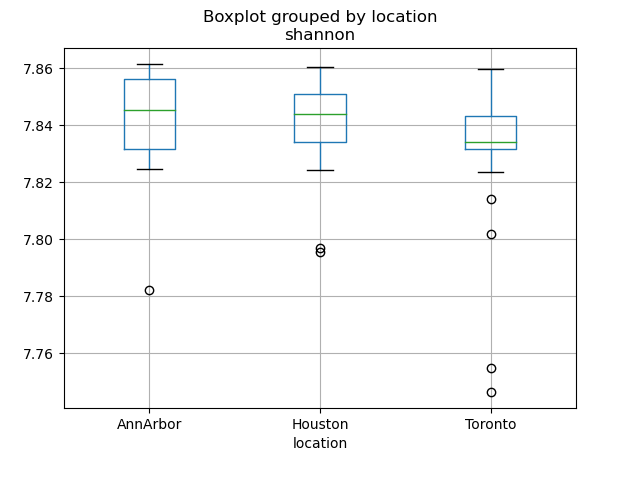 Boxplot grouped by location
shannon
7.86
7.84
7.82
7.80
7.78
7.76
AnnArbor Houston Toronto
location